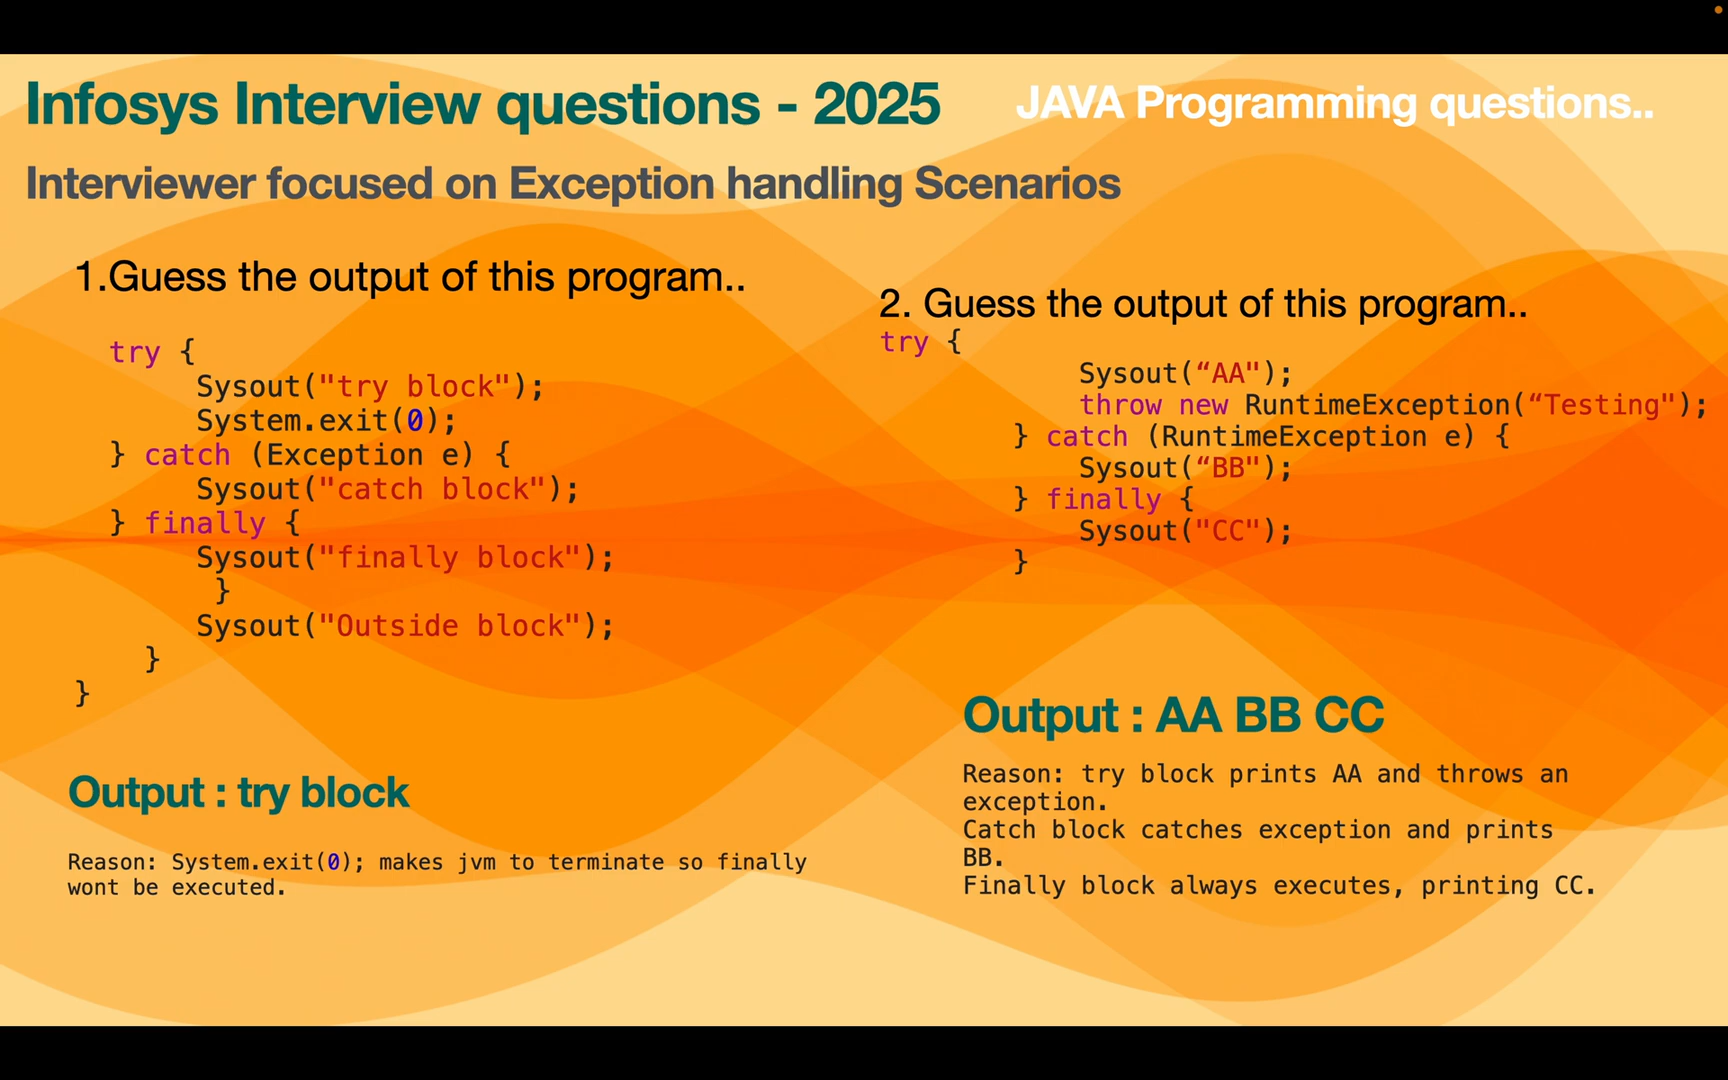 Infosys Interview questions - 2025
JAVA Programming questions..
Interviewer focused on Exception handling Scenarios
1.Guess the output of this program..
try {
Sysout("try block");
System.exit(0);
} catch (Exception e) {
Sysout("catch block");
} finally {
Sysout("finally block");
}
Sysout("Outside block");
}
}
Output : try block
Reason: System.exit(0); makes jvm to terminate so finally
wont be executed.
2. Guess the output of this program..
try {
Sysout(“AA");
throw new RuntimeException(“Testing");
} catch (RuntimeException e) {
Sysout(“BB");
} finally {
Sysout("CC");
}
Output : AA BB CC
Reason: try block prints AA and throws an
exception.
Catch block catches exception and prints
BB.
Finally block always executes, printing CC.